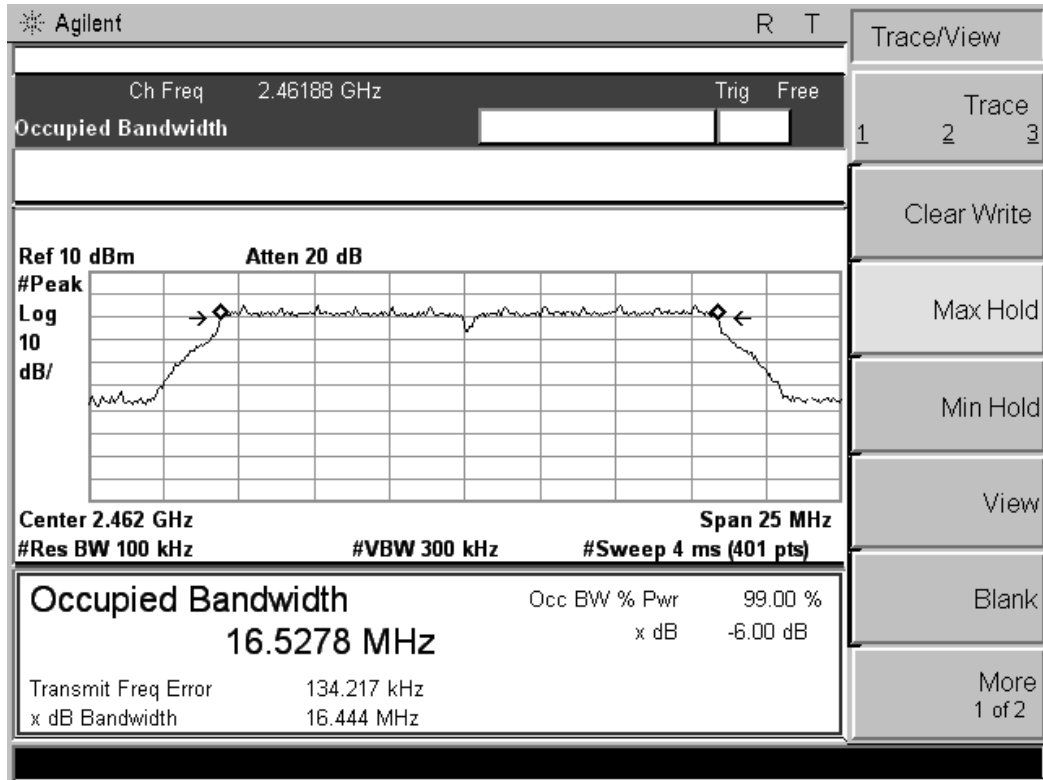 Agilent R T
Trace/View
Ch Freq 2.46188 GHz Trig Free
Occupied Bandwidth
Trace
1 2 3
Clear Write
Ref 10 dBm Atten 20 dB
#Peak
Log
10
dB/
Max Hold
Min Hold
Center 2.462 GHz Span 25 MHz
#Res BW 100 kHz #VBW 300 kHz #Sweep 4 ms (401 pts)
View
Occupied Bandwidth Occ BW % Pwr 99.00 %
16.5278 MHz x dB -6.00 dB
Blank
Transmit Freq Error 134.217 kHz
x dB Bandwidth 16.444 MHz
More
1 of 2